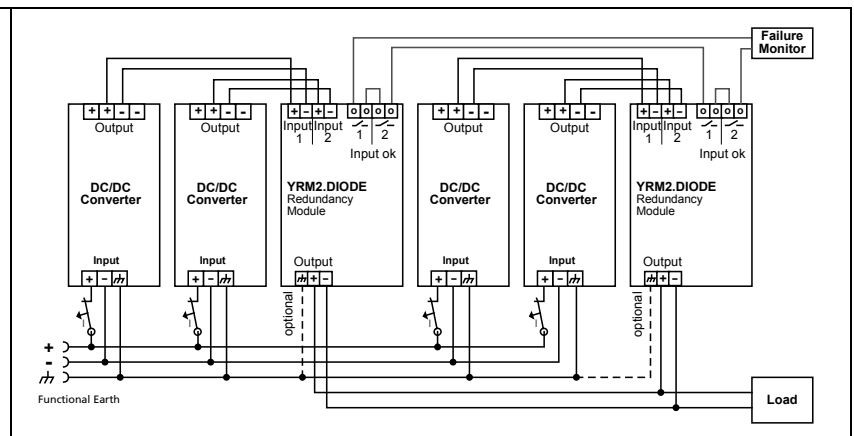 Failure
Monitor
+ + - -
Output
+ + - -
Output
+ - + -
o o o o
Input Input
1 2
1 2
Input ok
+ + - -
Output
+ + - -
Output
+ - + -
o o o o
Input Input
1 2
1 2
Input ok
DC/DC
Converter
DC/DC
Converter
YRM2.DIODE
Redundancy
Module
DC/DC
Converter
DC/DC
Converter
YRM2.DIODE
Redundancy
Module
Input
+ -
Input
+ -
Output
+ -
Input
+ -
Input
+ -
Output
+ -
I
I
optional
I
I
optional
+
-
Functional Earth
Load